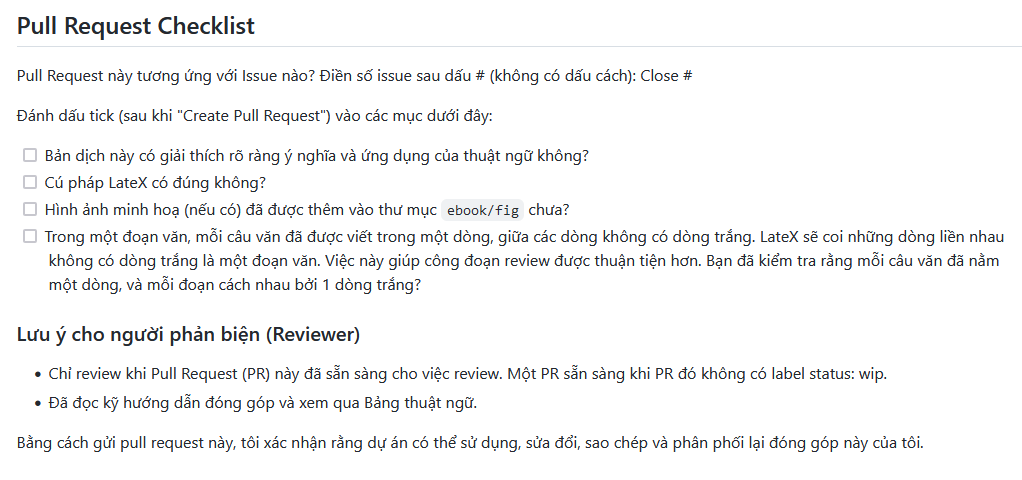 Pull Request Checklist
Pull Request này tương ứng với Issue nào? Điền số issue sau dấu # (không có dấu cách): Close #
Đánh dấu tick (sau khi "Create Pull Request") vào các mục dưới đây:
Bản dịch này có giải thích rõ ràng ý nghĩa và ứng dụng của thuật ngữ không?
Cú pháp LateX có đúng không?
Hình ảnh minh hoạ (nếu có) đã được thêm vào thư mục ebook/fig chưa?
Trong một đoạn văn, mỗi câu văn đã được viết trong một dòng, giữa các dòng không có dòng trắng. LateX sẽ coi những dòng liền nhau
không có dòng trắng là một đoạn văn. Việc này giúp công đoạn review được thuận tiện hơn. Bạn đã kiểm tra rằng mỗi câu văn đã nằm
một dòng, và mỗi đoạn cách nhau bởi 1 dòng trắng?
Lưu ý cho người phản biện (Reviewer)
• Chỉ review khi Pull Request (PR) này đã sẵn sàng cho việc review. Một PR sẵn sàng khi PR đó không có label status: wip.
• Đã đọc kỹ hướng dẫn đóng góp và xem qua Bảng thuật ngữ.
Bằng cách gửi pull request này, tôi xác nhận rằng dự án có thể sử dụng, sửa đổi, sao chép và phân phối lại đóng góp này của tôi.